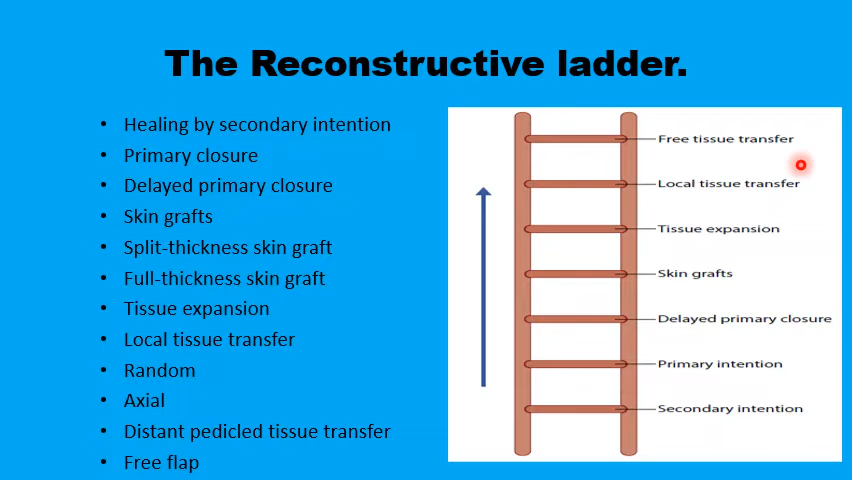 The Reconstructive ladder.
Healing by secondary intention
Primary closure
Delayed primary closure
Skin grafts
Split-thickness skin graft
Full-thickness skin graft
Tissue expansion
Local tissue transfer
Random
Axial
Distant pedicled tissue transfer
Free flap
Free tissue transfer
Local tissue transfer
Tissue expansion
Skin grafts
Delayed primary closure
Primary intention
Secondary intention